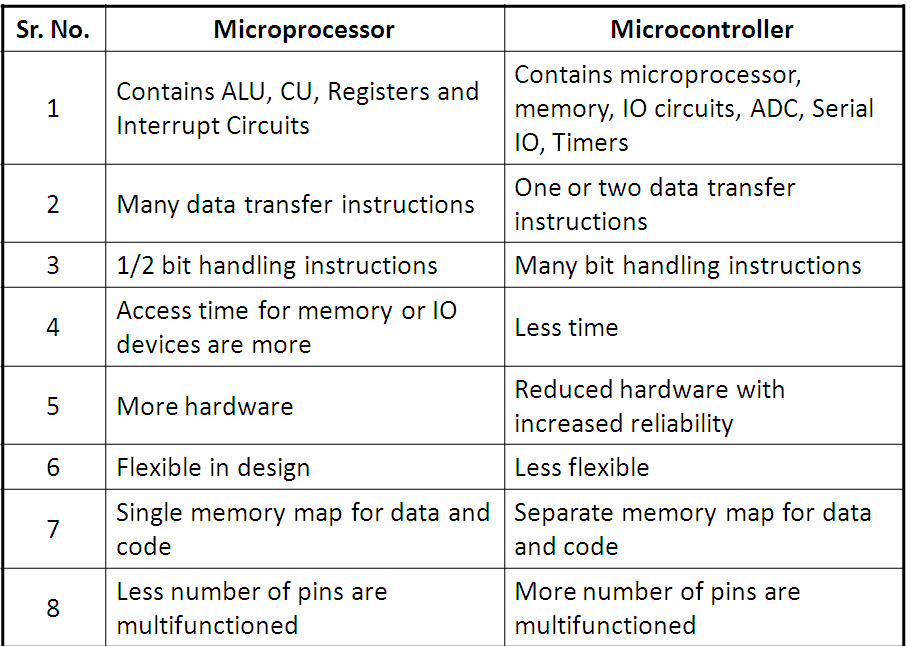 Sr. No. Microprocessor Microcontroller
1
Contains ALU, CU, Registers and
Interrupt Circuits
Contains microprocessor,
memory, IO circuits, ADC, Serial
IO, Timers
2
Many data transfer instructions
One or two data transfer
instructions
3
1/2 bit handling instructions
Many bit handling instructions
4
Access time for memory or IO
devices are more
Less time
5
More hardware
Reduced hardware with
increased reliability
6
Flexible in design
Less flexible
7
Single memory map for data and
code
Separate memory map for data
and code
8
Less number of pins are
multifunctioned
More number of pins are
multifunctioned